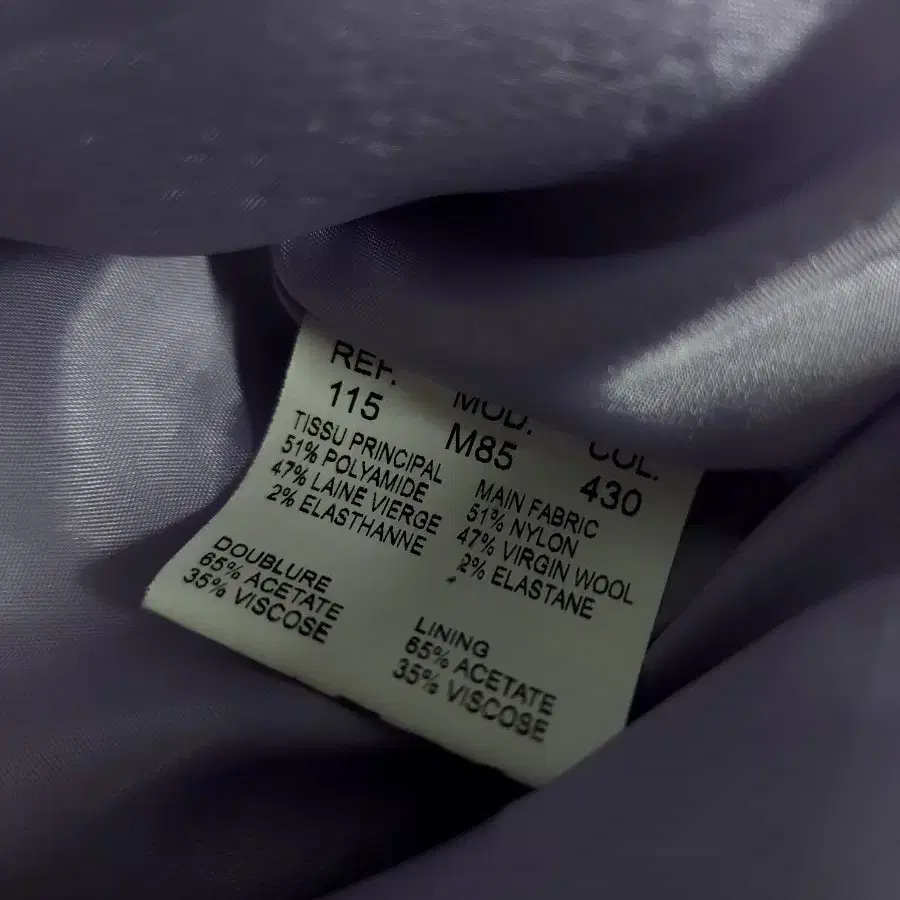 REF. MOD. COL.
115 M85 430
TISSU PRINCIPAL
51% POLYAMIDE
47% LAINE VIERGE
2% ELASTHANNE
MAIN FABRIC
51% NYLON
47% VIRGIN WOOL
2% ELASTANE
DOUBLURE
65% ACETATE
35% VISCOSE
LINING
65% ACETATE
35% VISCOSE